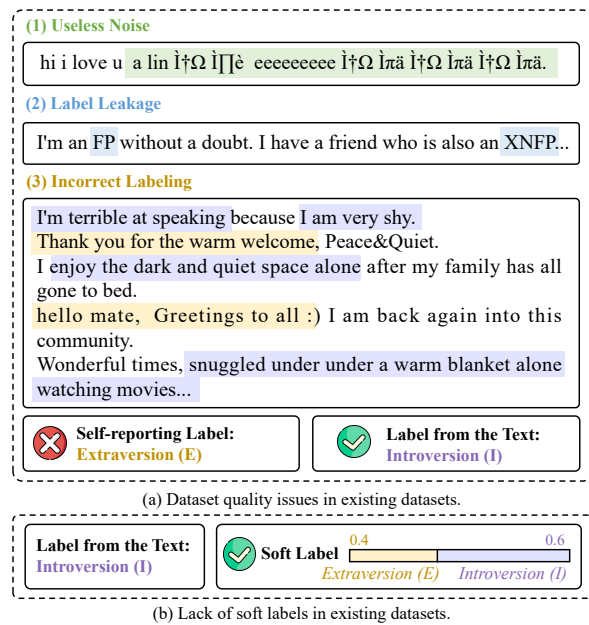 (1) Useless Noise
hi i love u a lin Ì†Ω Ì∏è eeeeeeeee Ì†Ω Ìπä Ì†Ω Ìπä Ì†Ω Ìπä.
(2) Label Leakage
I'm an FP without a doubt. I have a friend who is also an XNFP...
(3) Incorrect Labeling
I'm terrible at speaking because I am very shy.
Thank you for the warm welcome, Peace&Quiet.
I enjoy the dark and quiet space alone after my family has all
gone to bed.
hello mate, Greetings to all :) I am back again into this
community.
Wonderful times, snuggled under under a warm blanket alone
watching movies...
Self-reporting Label:
Extraversion (E)
Label from the Text:
Introversion (I)
(a) Dataset quality issues in existing datasets.
Label from the Text:
Introversion (I)
Soft Label
0.4 0.6
Extraversion (E) Introversion (I)
(b) Lack of soft labels in existing datasets.